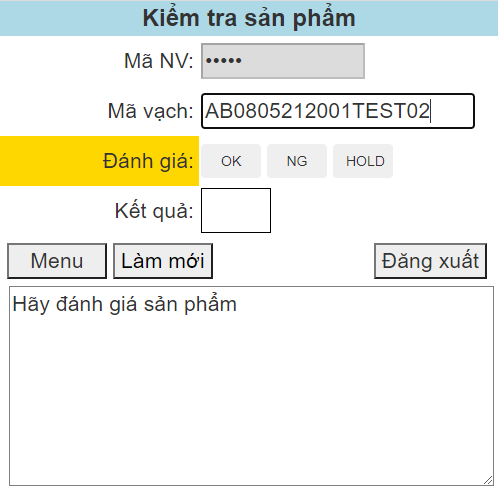 Kiểm tra sản phẩm
Mã NV: •••••
Mã vạch: AB0805212001TEST02
Đánh giá: OK NG HOLD
Kết quả:
Menu Làm mới Đăng xuất
Hãy đánh giá sản phẩm